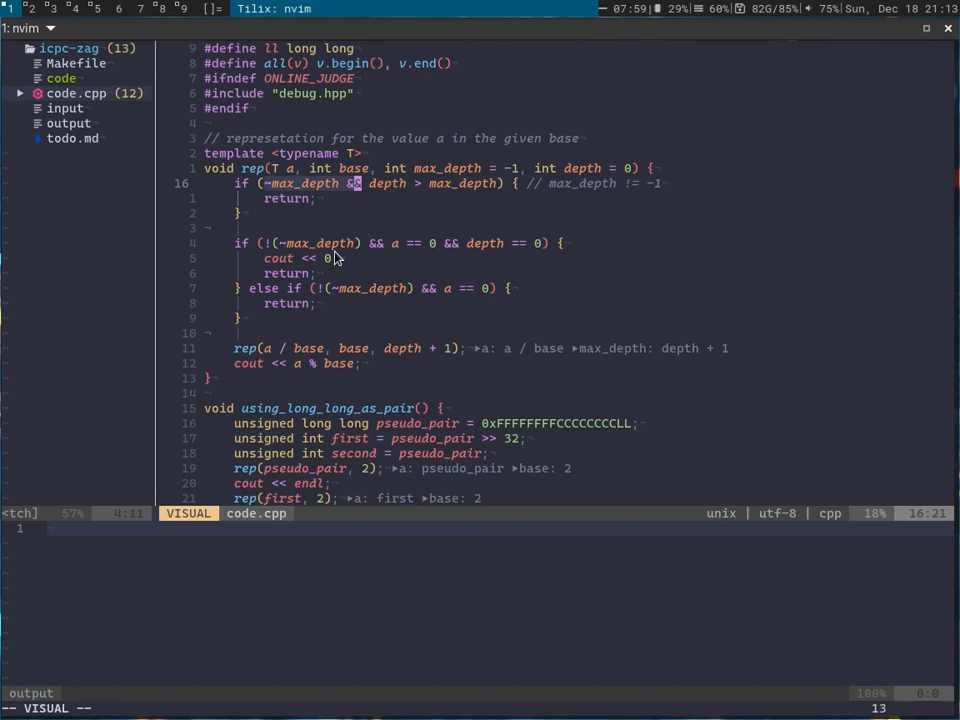 1 2 3 4 5 6 7 8 9 []= Tilix: nvim 07:59 29% 60% 82G/85% 75% Sun, Dec 18 21:13
1: nvim
icpc-zag (13)
Makefile
code
code.cpp (12)
input
output
todo.md
9 #define ll long long
8 #define all(v) v.begin(), v.end()
7 #ifndef ONLINE_JUDGE
6 #include "debug.hpp"
5 #endif
4
3 // represetation for the value a in the given base
2 template <typename T>
1 void rep(T a, int base, int max_depth = -1, int depth = 0) {
16 if (~max_depth && depth > max_depth) { // max_depth != -1
1 return;
2 }
3
4 if (!(~max_depth) && a == 0 && depth == 0) {
5 cout << 0
6 return;
7 } else if (!(~max_depth) && a == 0) {
8 return;
9 }
10
11 rep(a / base, base, depth + 1); a: a / base max_depth: depth + 1
12 cout << a % base;
13 }
14
15 void using_long_long_as_pair() {
16 unsigned long long pseudo_pair = 0xFFFFFFFFCCCCCCCCLL;
17 unsigned int first = pseudo_pair >> 32;
18 unsigned int second = pseudo_pair;
19 rep(pseudo_pair, 2); a: pseudo_pair base: 2
20 cout << endl;
21 rep(first, 2); a: first base: 2
<tch] 57% 4:11 VISUAL code.cpp unix | utf-8 | cpp 18% 16:21
1
output 100% 0:0
-- VISUAL -- 13